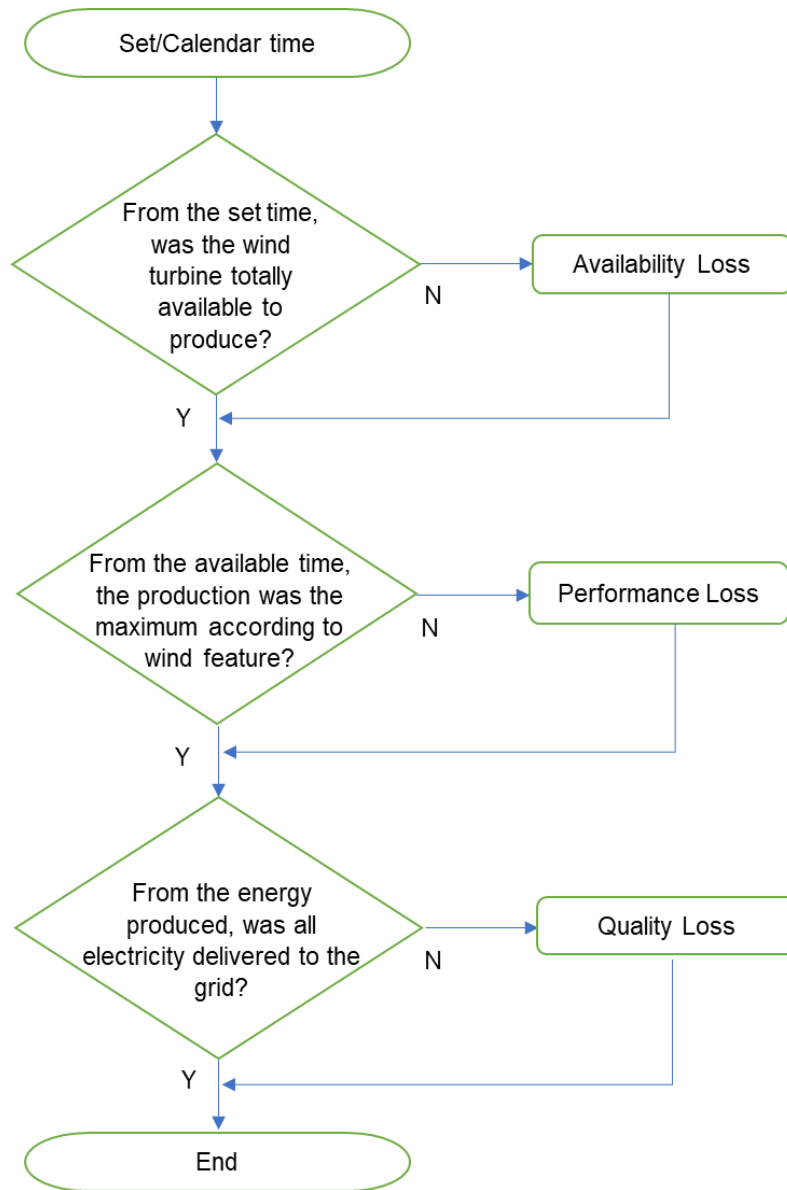 Set/Calendar time
From the set time,
was the wind
turbine totally
available to
produce?
N
Availability Loss
Y
From the available time,
the production was the
maximum according to
wind feature?
N
Performance Loss
Y
From the energy
produced, was all
electricity delivered to the
grid?
N
Quality Loss
Y
End